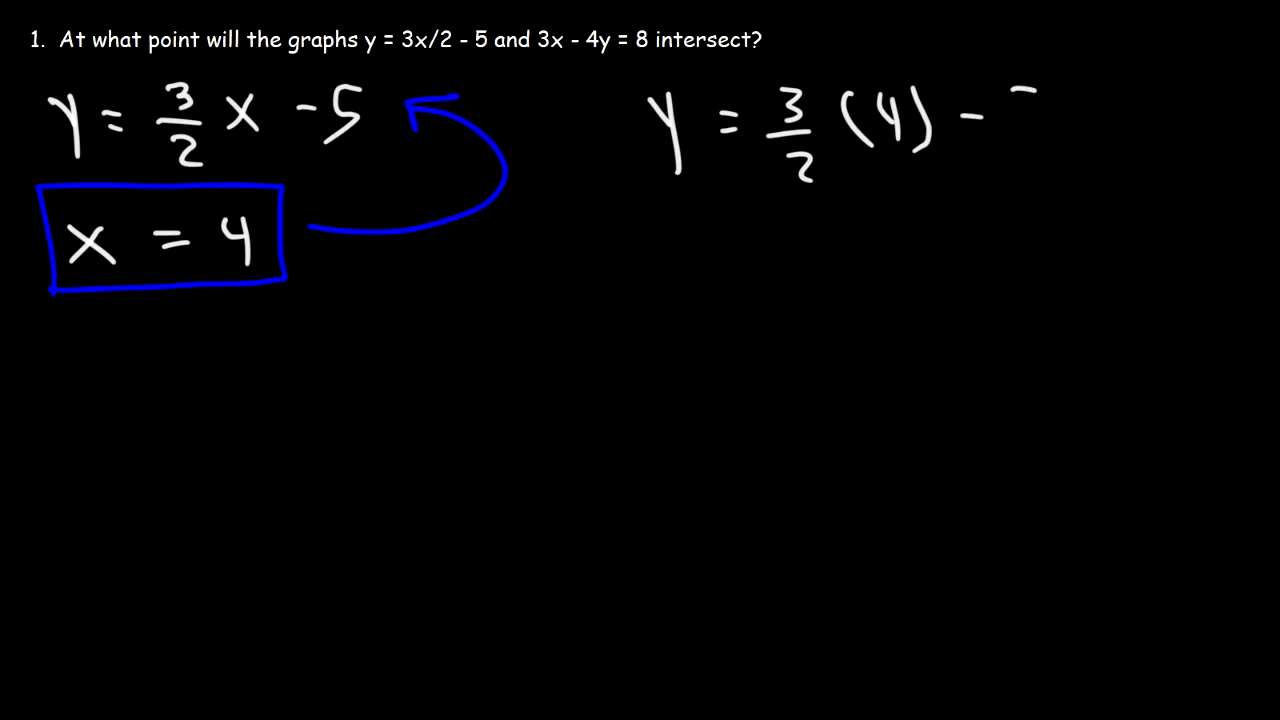 1. At what point will the graphs y = 3x/2 - 5 and 3x - 4y = 8 intersect?
y = 3/2 x - 5
x = 4
y = 3/2 (4) -